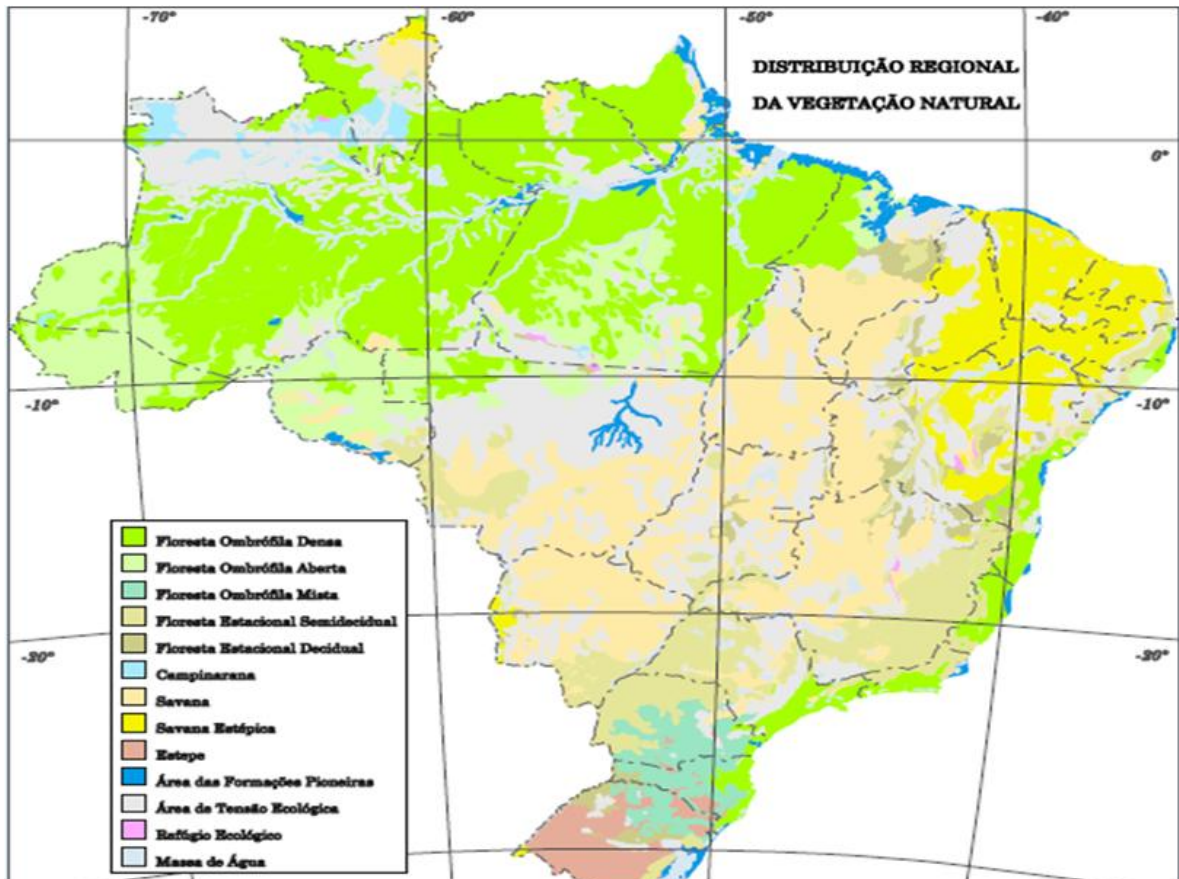 -70°
-60°
-50°
-40°
DISTRIBUIÇÃO REGIONAL
DA VEGETAÇÃO NATURAL
0°
-10°
-10°
-20°
-20°
Floresta Ombrófila Densa
Floresta Ombrófila Aberta
Floresta Ombrófila Mista
Floresta Estacional Semidecidual
Floresta Estacional Decidual
Campinarana
Savana
Savana Estépica
Estepe
Área das Formações Pioneiras
Área de Tensão Ecológica
Refúgio Ecológico
Massa de Água